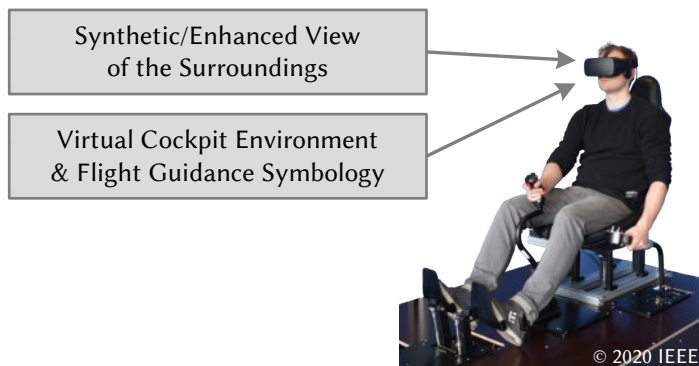 Synthetic/Enhanced View
of the Surroundings
Virtual Cockpit Environment
& Flight Guidance Symbology
© 2020 IEEE